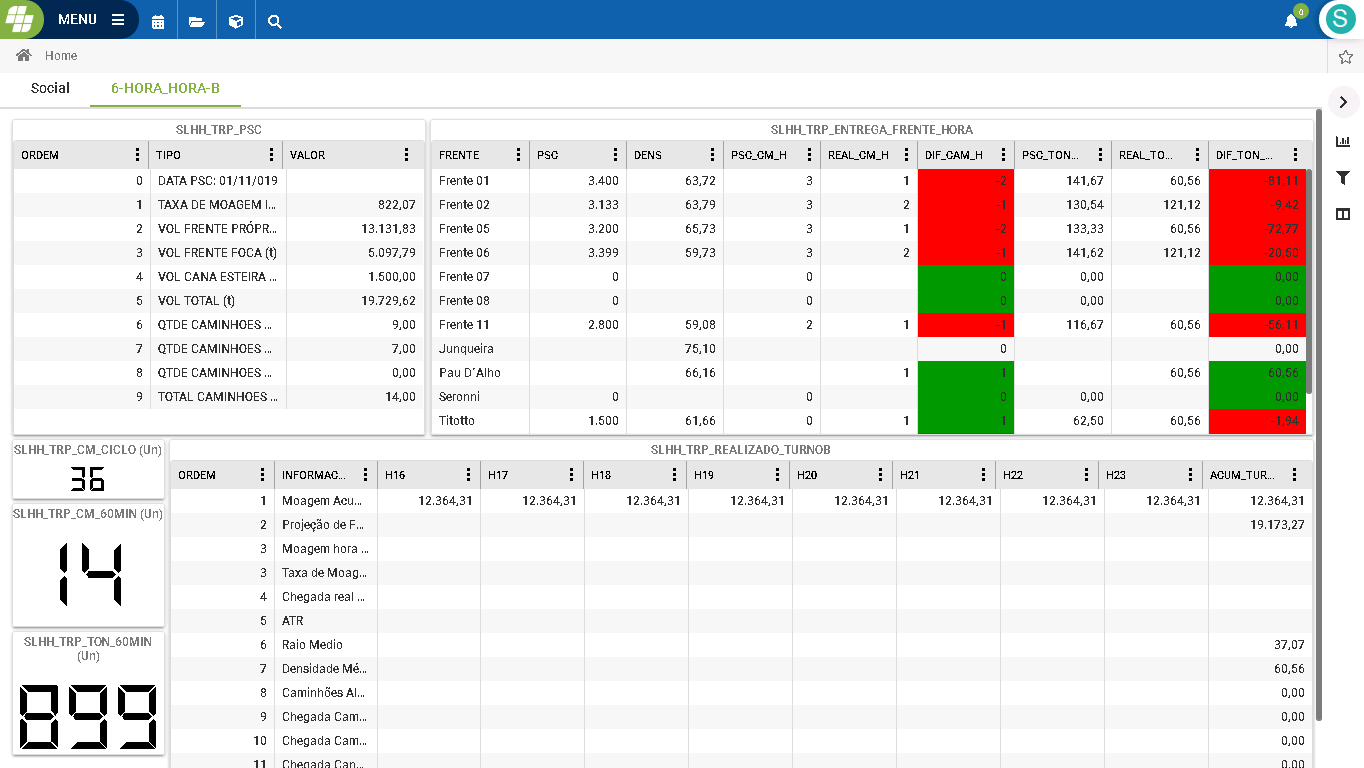 MENU
0
S
Home
Social 6-HORA_HORA-B
SLHH_TRP_PSC
ORDEM TIPO VALOR
0 DATA PSC: 01/11/019
1 TAXA DE MOAGEM I... 822,07
2 VOL FRENTE PRÓPR... 13.131,83
3 VOL FRENTE FOCA (t) 5.097,79
4 VOL CANA ESTEIRA ... 1.500,00
5 VOL TOTAL (t) 19.729,62
6 QTDE CAMINHOES ... 9,00
7 QTDE CAMINHOES ... 7,00
8 QTDE CAMINHOES ... 0,00
9 TOTAL CAMINHOES ... 14,00
SLHH_TRP_ENTREGA_FRENTE_HORA
FRENTE PSC DENS PSC_CM_H REAL_CM_H DIF_CAM_H PSC_TON... REAL_TO... DIF_TON_...
Frente 01 3.400 63,72 3 1 -2 141,67 60,56 -81,11
Frente 02 3.133 63,79 3 2 -1 130,54 121,12 -9,42
Frente 05 3.200 65,73 3 1 -2 133,33 60,56 -72,77
Frente 06 3.399 59,73 3 2 -1 141,62 121,12 -20,50
Frente 07 0 0 0 0,00 0,00
Frente 08 0 0 0 0,00 0,00
Frente 11 2.800 59,08 2 1 -1 116,67 60,56 -56,11
Junqueira 75,10 0 0,00
Pau D´Alho 66,16 1 1 60,56 60,56
Seronni 0 0 0 0,00 0,00
Titotto 1.500 61,66 0 1 1 62,50 60,56 -1,94
SLHH_TRP_CM_CICLO (Un)
36
SLHH_TRP_CM_60MIN (Un)
14
SLHH_TRP_TON_60MIN
(Un)
899
SLHH_TRP_REALIZADO_TURNOB
ORDEM INFORMAC... H16 H17 H18 H19 H20 H21 H22 H23 ACUM_TUR...
1 Moagem Acu... 12.364,31 12.364,31 12.364,31 12.364,31 12.364,31 12.364,31 12.364,31 12.364,31 12.364,31
2 Projeção de F... 19.173,27
3 Moagem hora ...
3 Taxa de Moag...
4 Chegada real ...
5 ATR
6 Raio Medio 37,07
7 Densidade Mé... 60,56
8 Caminhões Al... 0,00
9 Chegada Cam... 0,00
10 Chegada Cam... 0,00
11 Chegada Can... 0,00